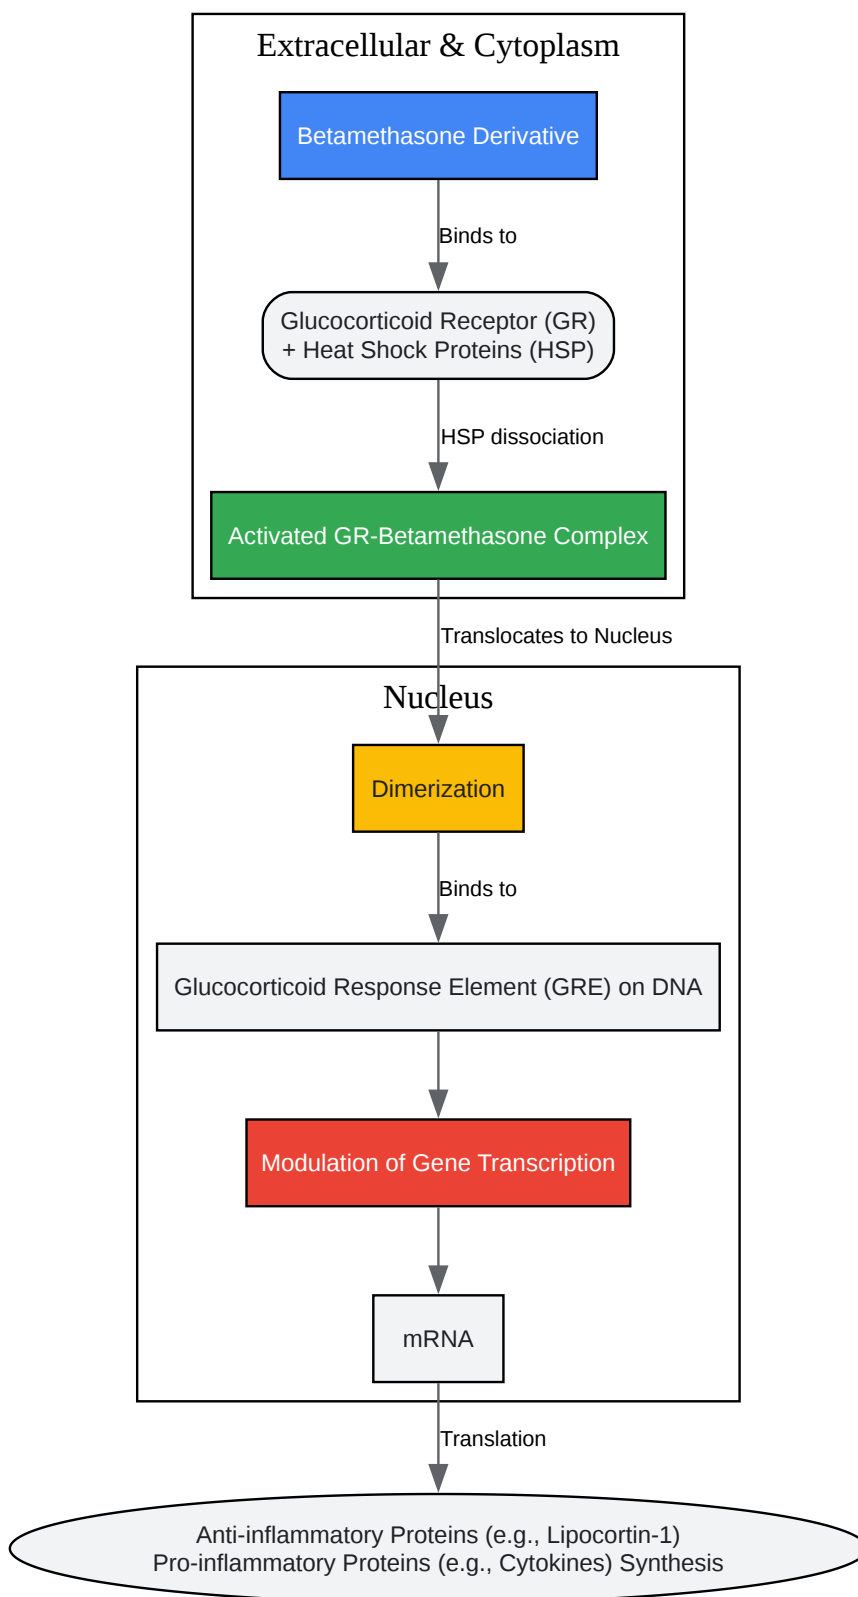 Extracellular & Cytoplasm
Betamethasone Derivative
Binds to
Glucocorticoid Receptor (GR)
+ Heat Shock Proteins (HSP)
HSP dissociation
Activated GR-Betamethasone Complex
Translocates to Nucleus
Nucleus
Dimerization
Binds to
Glucocorticoid Response Element (GRE) on DNA
Modulation of Gene Transcription
mRNA
Translation
Anti-inflammatory Proteins (e.g., Lipocortin-1)
Pro-inflammatory Proteins (e.g., Cytokines) Synthesis